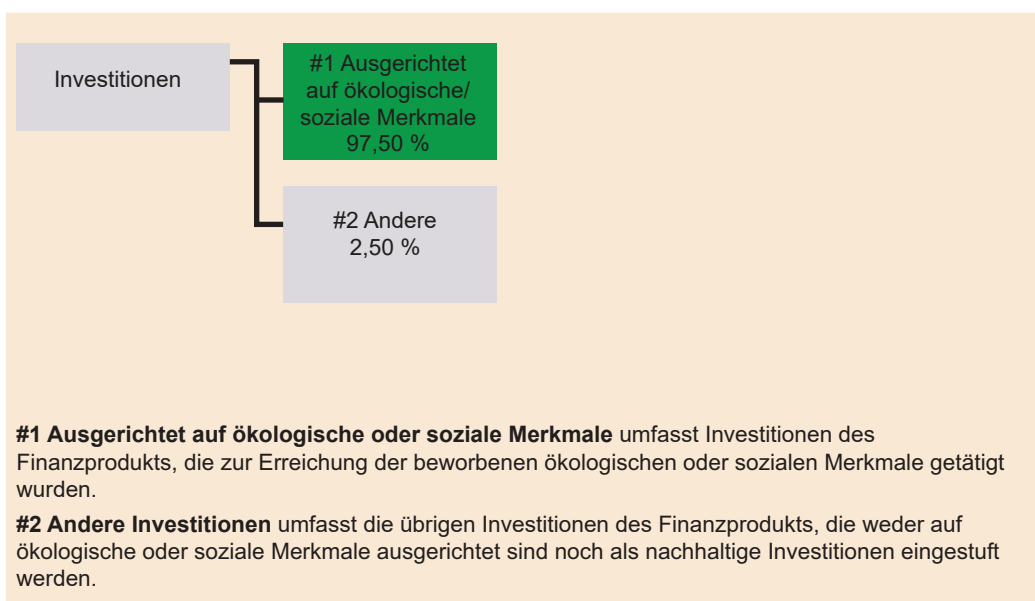 Investitionen
#1 Ausgerichtet
auf ökologische/
soziale Merkmale
97,50 %
#2 Andere
2,50 %
#1 Ausgerichtet auf ökologische oder soziale Merkmale umfasst Investitionen des
Finanzprodukts, die zur Erreichung der beworbenen ökologischen oder sozialen Merkmale getätigt
wurden.
#2 Andere Investitionen umfasst die übrigen Investitionen des Finanzprodukts, die weder auf
ökologische oder soziale Merkmale ausgerichtet sind noch als nachhaltige Investitionen eingestuft
werden.